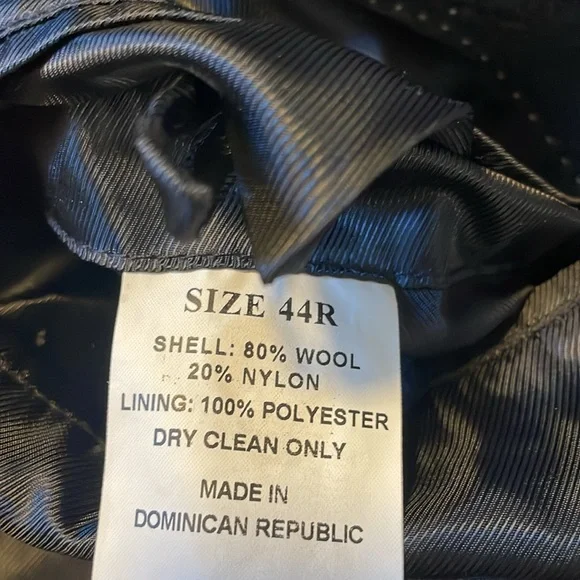 SIZE 44R
SHELL: 80% WOOL
20% NYLON
LINING: 100% POLYESTER
DRY CLEAN ONLY
MADE IN
DOMINICAN REPUBLIC